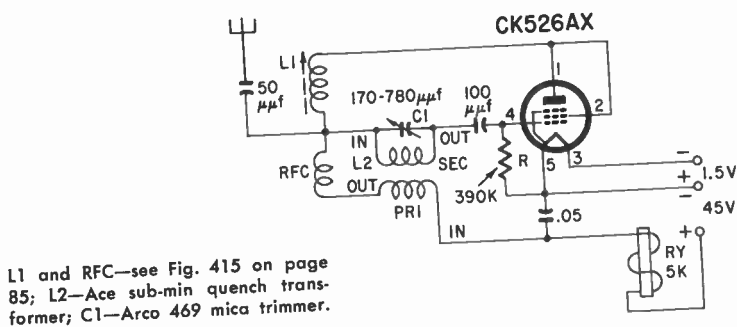 CK526AX
L1
50
μμf
170-780μμf
C1
100
μμf
1
2
4
3
5
IN
OUT
L2
SEC
R
RFC
OUT
PRI
390K
.05
IN
−
1.5V
+
−
45V
+
RY
5K
L1 and RFC—see Fig. 415 on page
85; L2—Ace sub-min quench trans-
former; C1—Arco 469 mica trimmer.